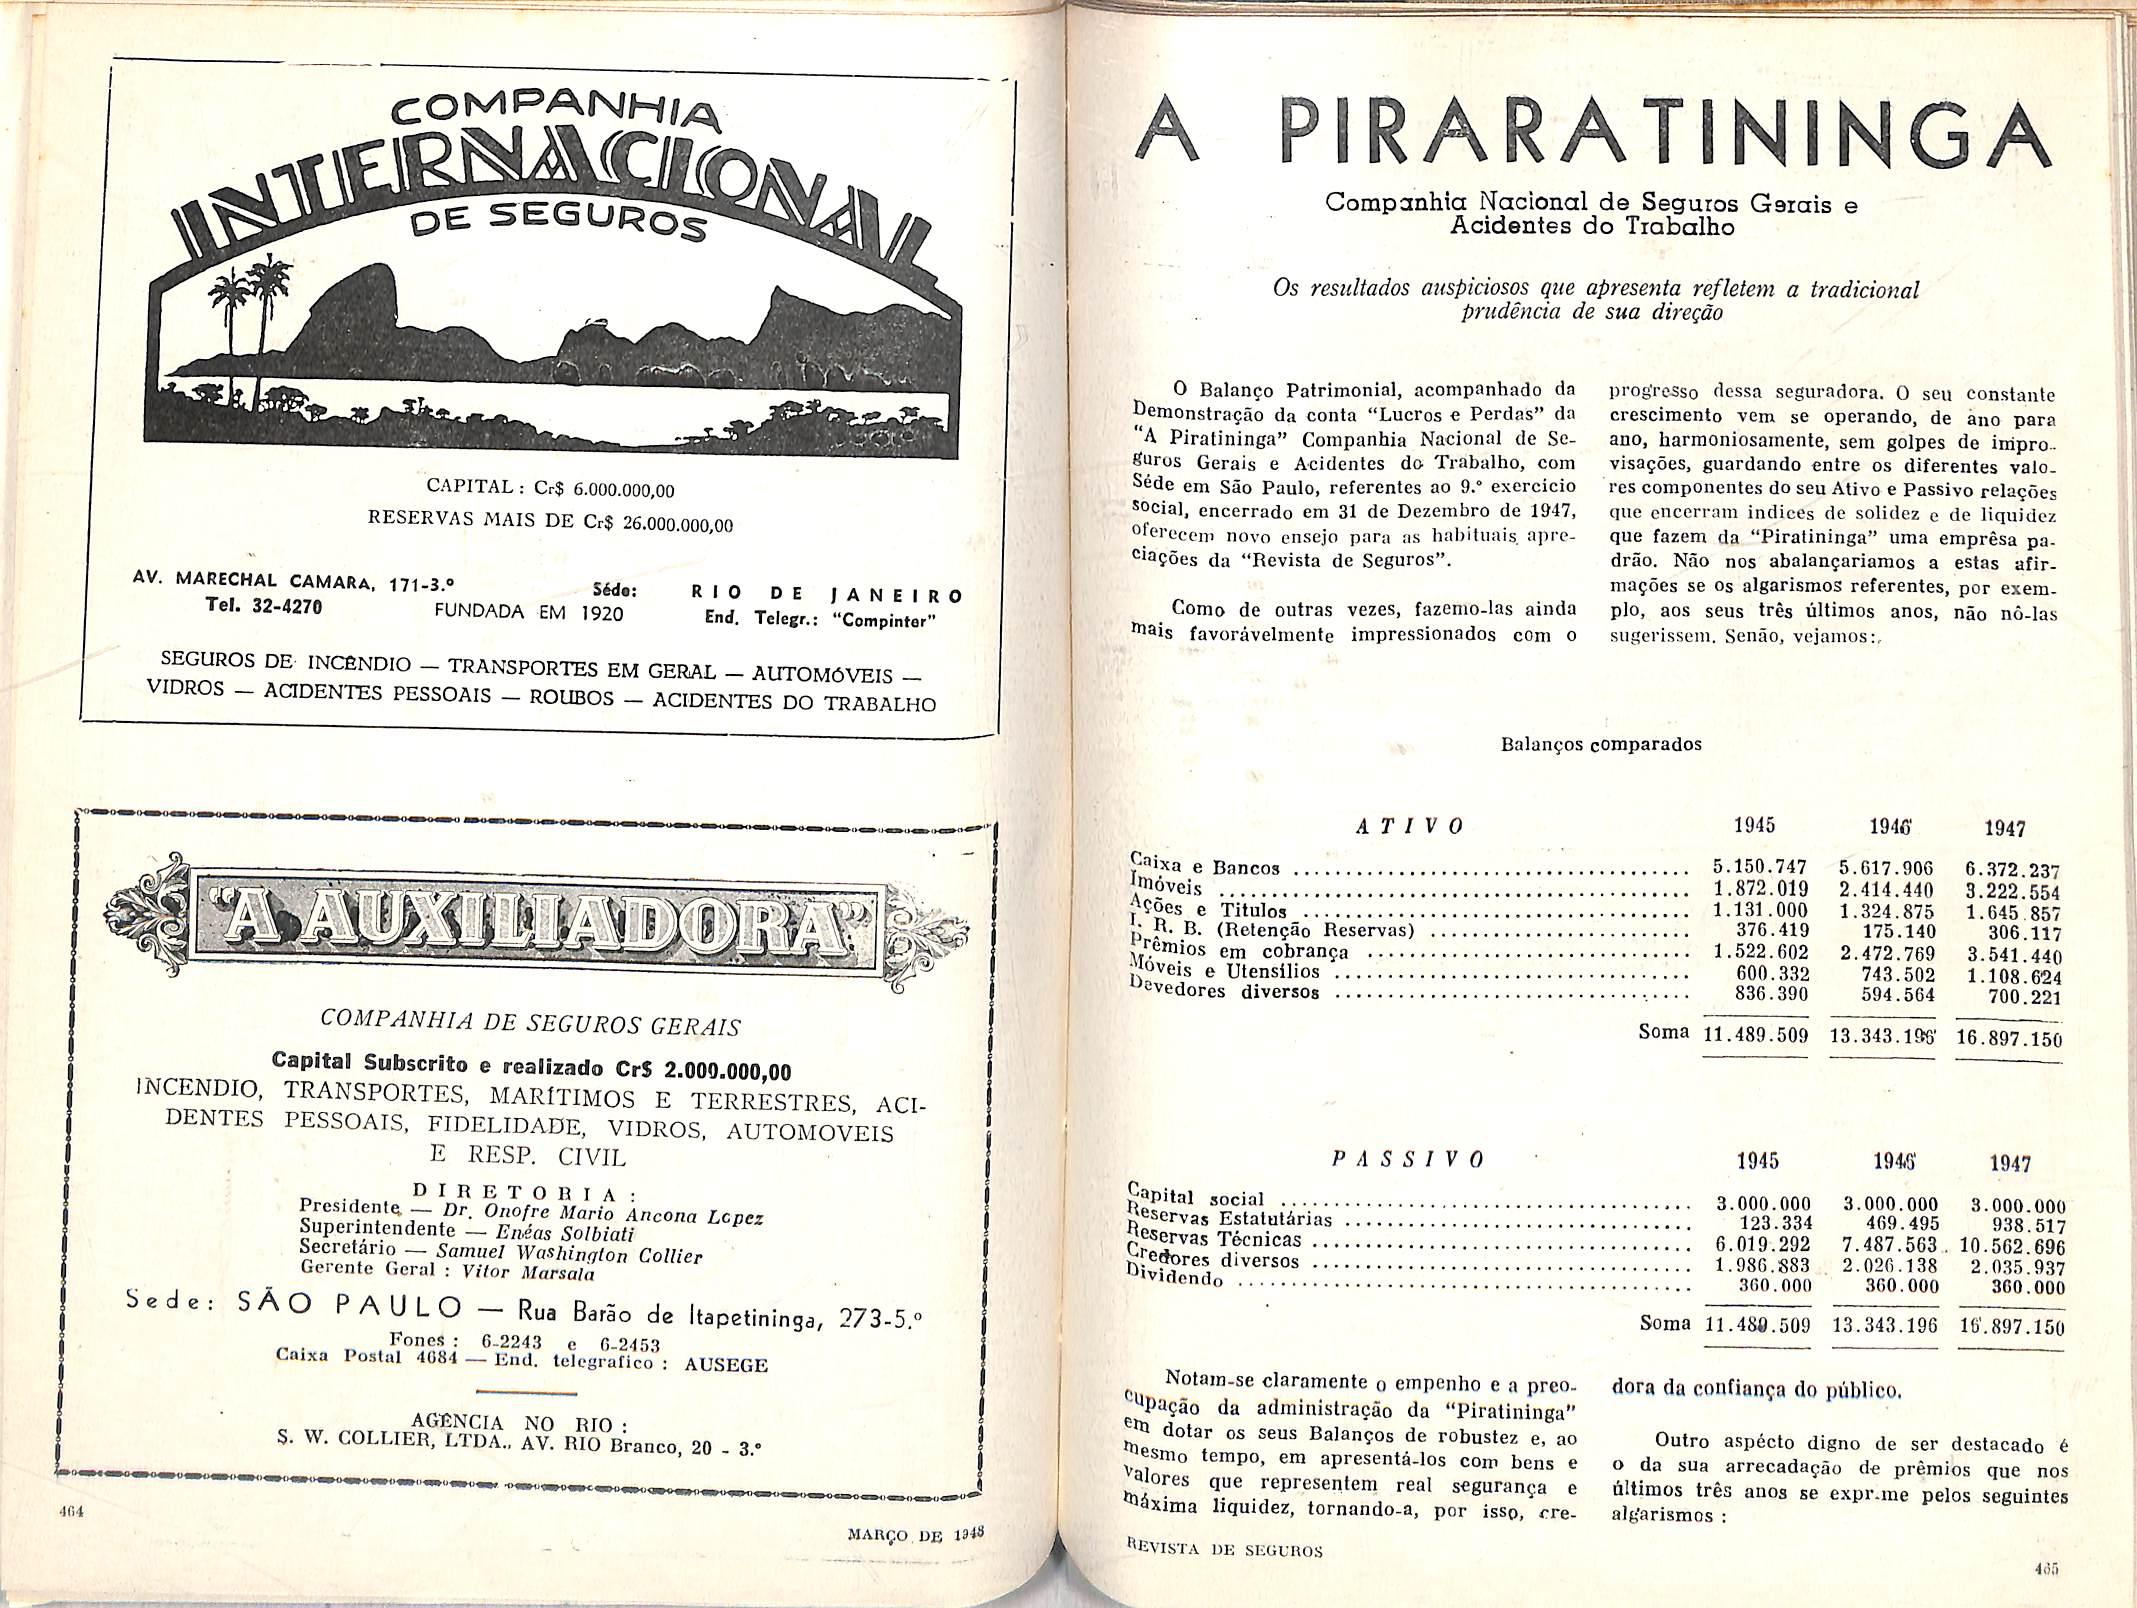 COMPANHIA
INTERNACIONAL
DE SEGUROS
CAPITAL : Cr$ 6.000.000,00
RESERVAS MAIS DE Cr$ 26.000.000,00
AV. MARECHAL CAMARA, 171-3.º Séde: RIO DE JANEIRO
Tel. 32-4270 FUNDADA EM 1920 End. Telegr.: "Compinter"
SEGUROS DE INCÊNDIO — TRANSPORTES EM GERAL — AUTOMÓVEIS —
VIDROS — ACIDENTES PESSOAIS — ROUBOS — ACIDENTES DO TRABALHO
"A AUXILIADORA"
COMPANHIA DE SEGUROS GERAIS
Capital Subscrito e realizado Cr$ 2.000.000,00
INCENDIO, TRANSPORTES, MARÍTIMOS E TERRESTRES, ACI-
DENTES PESSOAIS, FIDELIDADE, VIDROS, AUTOMOVEIS
E RESP. CIVIL
DIRETORIA :
Presidente — Dr. Onofre Mario Ancona Lopez
Superintendente — Enéas Solbiati
Secretário — Samuel Washington Collier
Gerente Geral : Vitor Marsala
Sede: SÃO PAULO — Rua Barão de Itapetininga, 273-5.º
Fones : 6-2243 e 6-2453
Caixa Postal 4684 — End. telegrafico : AUSEGE
AGÊNCIA NO RIO :
S. W. COLLIER, LTDA., AV. RIO Branco, 20 - 3.º
464
MARÇO DE 1948
A PIRARATININGA
Companhia Nacional de Seguros Gerais e
Acidentes do Trabalho
Os resultados auspiciosos que apresenta refletem a tradicional
prudência de sua direção
O Balanço Patrimonial, acompanhado da
Demonstração da conta "Lucros e Perdas" da
"A Piratininga" Companhia Nacional de Se-
guros Gerais e Acidentes do Trabalho, com
Séde em São Paulo, referentes ao 9.º exercício
social, encerrado em 31 de Dezembro de 1947,
oferecem novo ensejo para as habituais apre-
ciações da "Revista de Seguros".
Como de outras vezes, fazemo-las ainda
mais favorávelmente impressionados com o
progresso dessa seguradora. O seu constante
crescimento vem se operando, de ano para
ano, harmoniosamente, sem golpes de impro-
visações, guardando entre os diferentes valo-
res componentes do seu Ativo e Passivo relações
que encerram indices de solidez e de liquidez
que fazem da "Piratininga" uma emprêsa pa-
drão. Não nos abalançariamos a estas afir-
mações se os algarismos referentes, por exem-
plo, aos seus três últimos anos, não nô-las
sugerissem. Senão, vejamos:
Balanços comparados
ATIVO 1945 1946 1947
Caixa e Bancos ........ 5.150.747 5.617.906 6.372.237
Imóveis ........ 1.872.019 2.414.440 3.222.554
Ações e Titulos ........ 1.131.000 1.324.875 1.645.857
I. R. B. (Retenção Reservas) ........ 376.419 175.140 306.117
Prêmios em cobrança ........ 1.522.602 2.472.769 3.541.440
Móveis e Utensílios ........ 600.332 743.502 1.108.624
Devedores diversos ........ 836.390 594.564 700.221
Soma 11.489.509 13.343.196 16.897.150
PASSIVO 1945 1946 1947
Capital social ........ 3.000.000 3.000.000 3.000.000
Reservas Estatutárias ........ 123.334 469.495 938.517
Reservas Técnicas ........ 6.019.292 7.487.563 10.562.696
Credores diversos ........ 1.986.883 2.026.138 2.035.937
Dividendo ........ 360.000 360.000 360.000
Soma 11.489.509 13.343.196 16.897.150
Notam-se claramente o empenho e a preo-
cupação da administração da "Piratininga"
em dotar os seus Balanços de robustez e, ao
mesmo tempo, em apresentá-los com bens e
valores que representem real segurança e
máxima liquidez, tornando-a, por isso, cre-
dora da confiança do público.
Outro aspécto digno de ser destacado é
o da sua arrecadação de prêmios que nos
últimos três anos se expr.me pelos seguintes
algarismos :
REVISTA DE SEGUROS
465